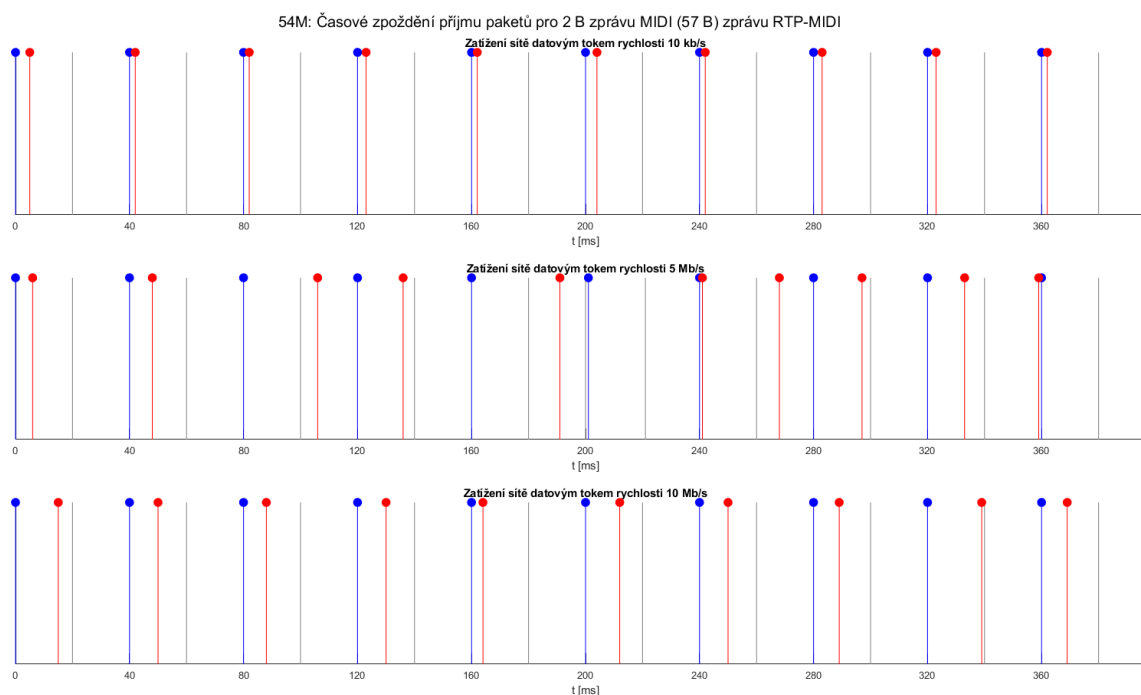 54M: Časové zpoždění příjmu paketů pro 2 B zprávu MIDI (57 B) zprávu RTP-MIDI
Zatížení sítě datovým tokem rychlosti 10 kb/s
0 40 80 120 160 200 240 280 320 360
t [ms]
Zatížení sítě datovým tokem rychlosti 5 Mb/s
0 40 80 120 160 200 240 280 320 360
t [ms]
Zatížení sítě datovým tokem rychlosti 10 Mb/s
0 40 80 120 160 200 240 280 320 360
t [ms]